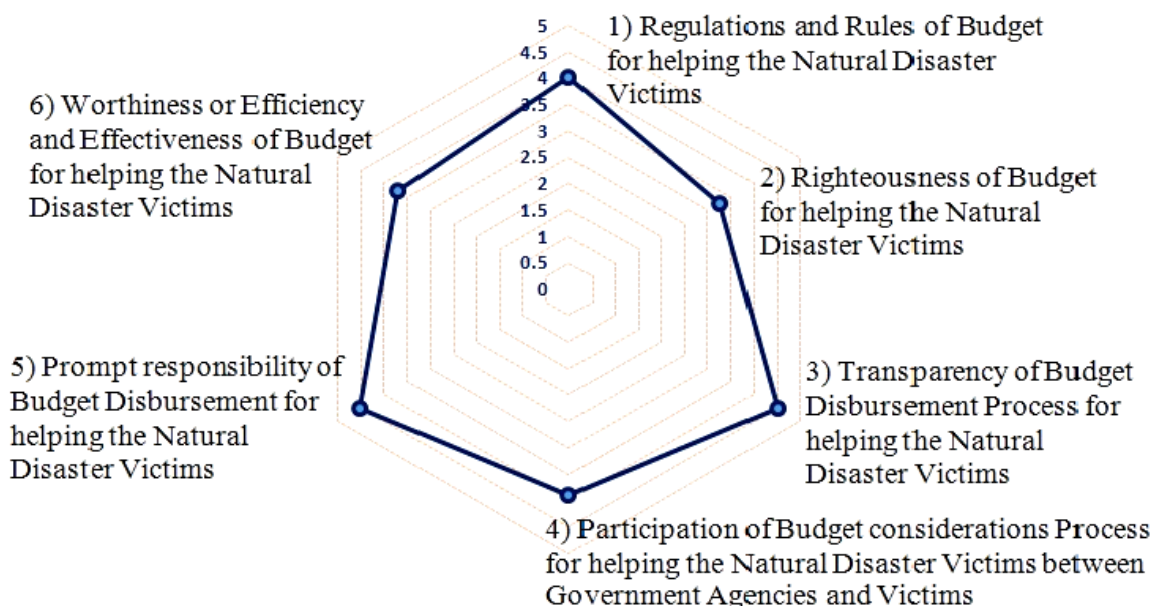 5
4.5
4
3.5
3
2.5
2
1.5
1
0.5
0
1) Regulations and Rules of Budget
for helping the Natural Disaster
Victims
2) Righteousness of Budget
for helping the Natural
Disaster Victims
3) Transparency of Budget
Disbursement Process for
helping the Natural
Disaster Victims
4) Participation of Budget considerations Process
for helping the Natural Disaster Victims between
Government Agencies and Victims
5) Prompt responsibility of
Budget Disbursement for
helping the Natural
Disaster Victims
6) Worthiness or Efficiency
and Effectiveness of Budget
for helping the Natural
Disaster Victims